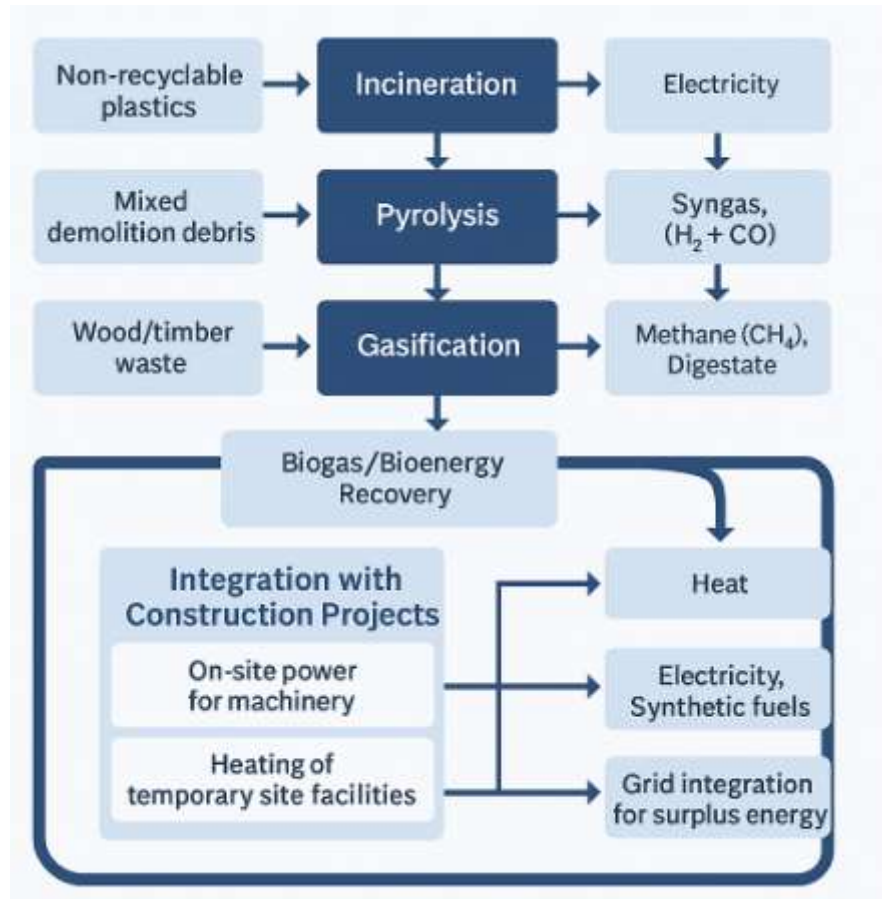 Non-recyclable
plastics
Incineration
Electricity
Mixed
demolition debris
Pyrolysis
Syngas,
(H₂ + CO)
Wood/timber
waste
Gasification
Methane (CH₄),
Digestate
Biogas/Bioenergy
Recovery
Integration with
Construction Projects
On-site power
for machinery
Heating of
temporary site facilities
Heat
Electricity,
Synthetic fuels
Grid integration
for surplus energy